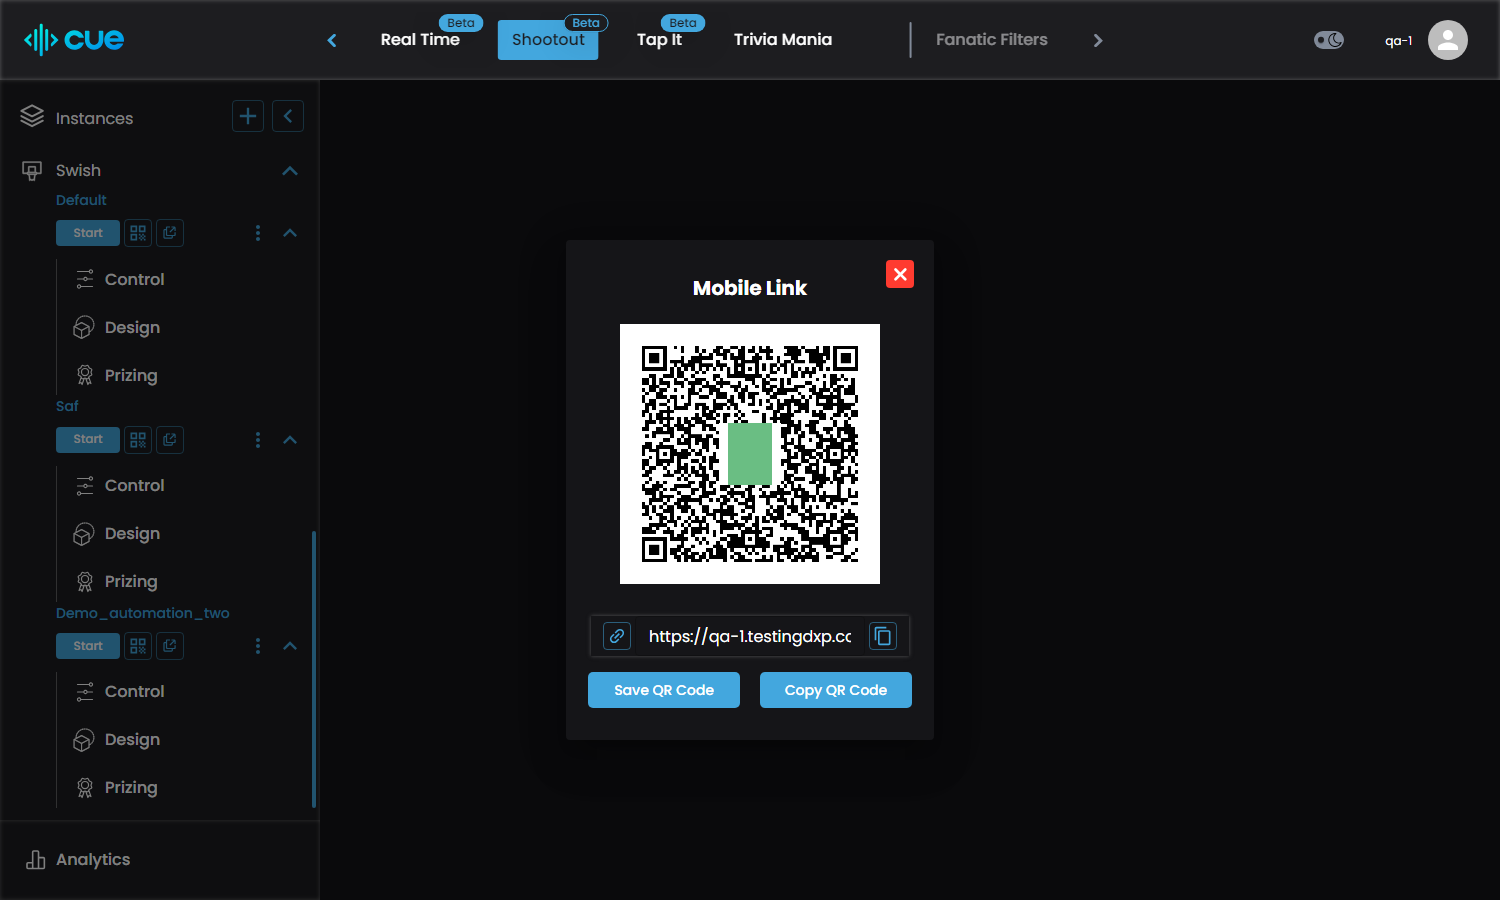 cue
Real Time
Beta
Shootout
Beta
Tap It
Beta
Trivia Mania
Fanatic Filters
qa-1
Instances
Swish
Default
Start
Control
Design
Prizing
Saf
Start
Control
Design
Prizing
Demo_automation_two
Start
Control
Design
Prizing
Analytics
Mobile Link
https://qa-1.testingdxp.cc
Save QR Code
Copy QR Code